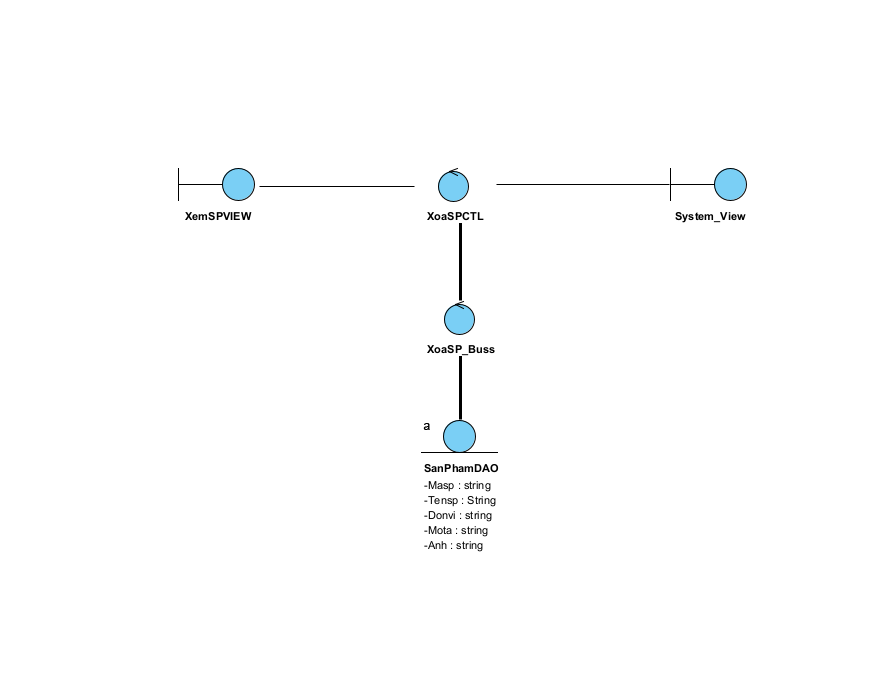 XemSPVIEW
XoaSPCTL
System_View
XoaSP_Buss
a
SanPhamDAO
-Masp : string
-Tensp : String
-Donvi : string
-Mota : string
-Anh : string